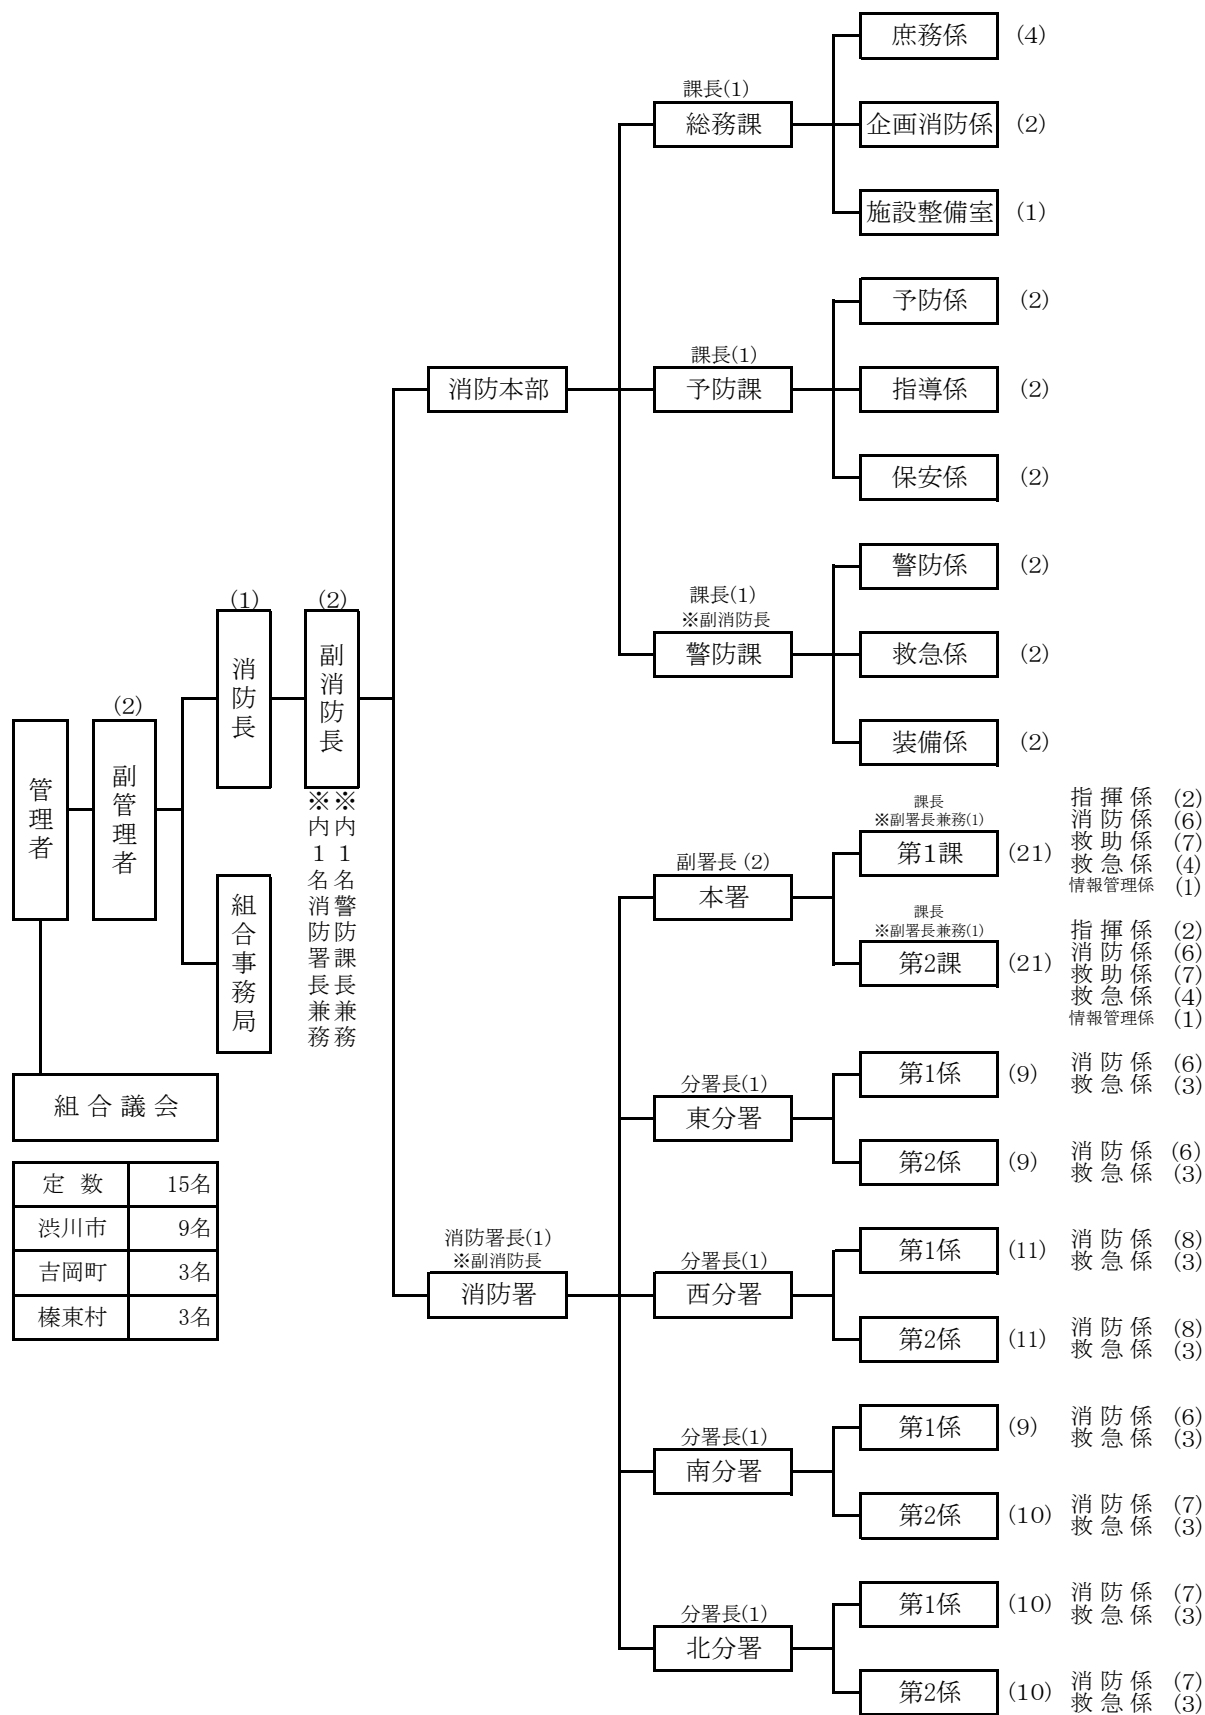 庶務係 (4)
課長(1)
総務課
企画消防係 (2)
施設整備室 (1)
予防係 (2)
課長(1)
消防本部
予防課
指導係 (2)
保安係 (2)
警防係 (2)
課長(1)
※副消防長
警防課
救急係 (2)
装備係 (2)
(1)
消防長
(2)
副消防長
※内1名警防課長兼務
※内1名消防署長兼務
(2)
副管理者
管理者
組合事務局
組合議会
定数 15名
渋川市 9名
吉岡町 3名
榛東村 3名
消防署長(1)
※副消防長
消防署
副署長(2)
本署
課長
※副署長兼務(1)
第1課 (21)
指揮係 (2)
消防係 (6)
救助係 (7)
救急係 (4)
情報管理係 (1)
課長
※副署長兼務(1)
第2課 (21)
指揮係 (2)
消防係 (6)
救助係 (7)
救急係 (4)
情報管理係 (1)
分署長(1)
東分署
第1係 (9)
消防係 (6)
救急係 (3)
第2係 (9)
消防係 (6)
救急係 (3)
分署長(1)
西分署
第1係 (11)
消防係 (8)
救急係 (3)
第2係 (11)
消防係 (8)
救急係 (3)
分署長(1)
南分署
第1係 (9)
消防係 (6)
救急係 (3)
第2係 (10)
消防係 (7)
救急係 (3)
分署長(1)
北分署
第1係 (10)
消防係 (7)
救急係 (3)
第2係 (10)
消防係 (7)
救急係 (3)